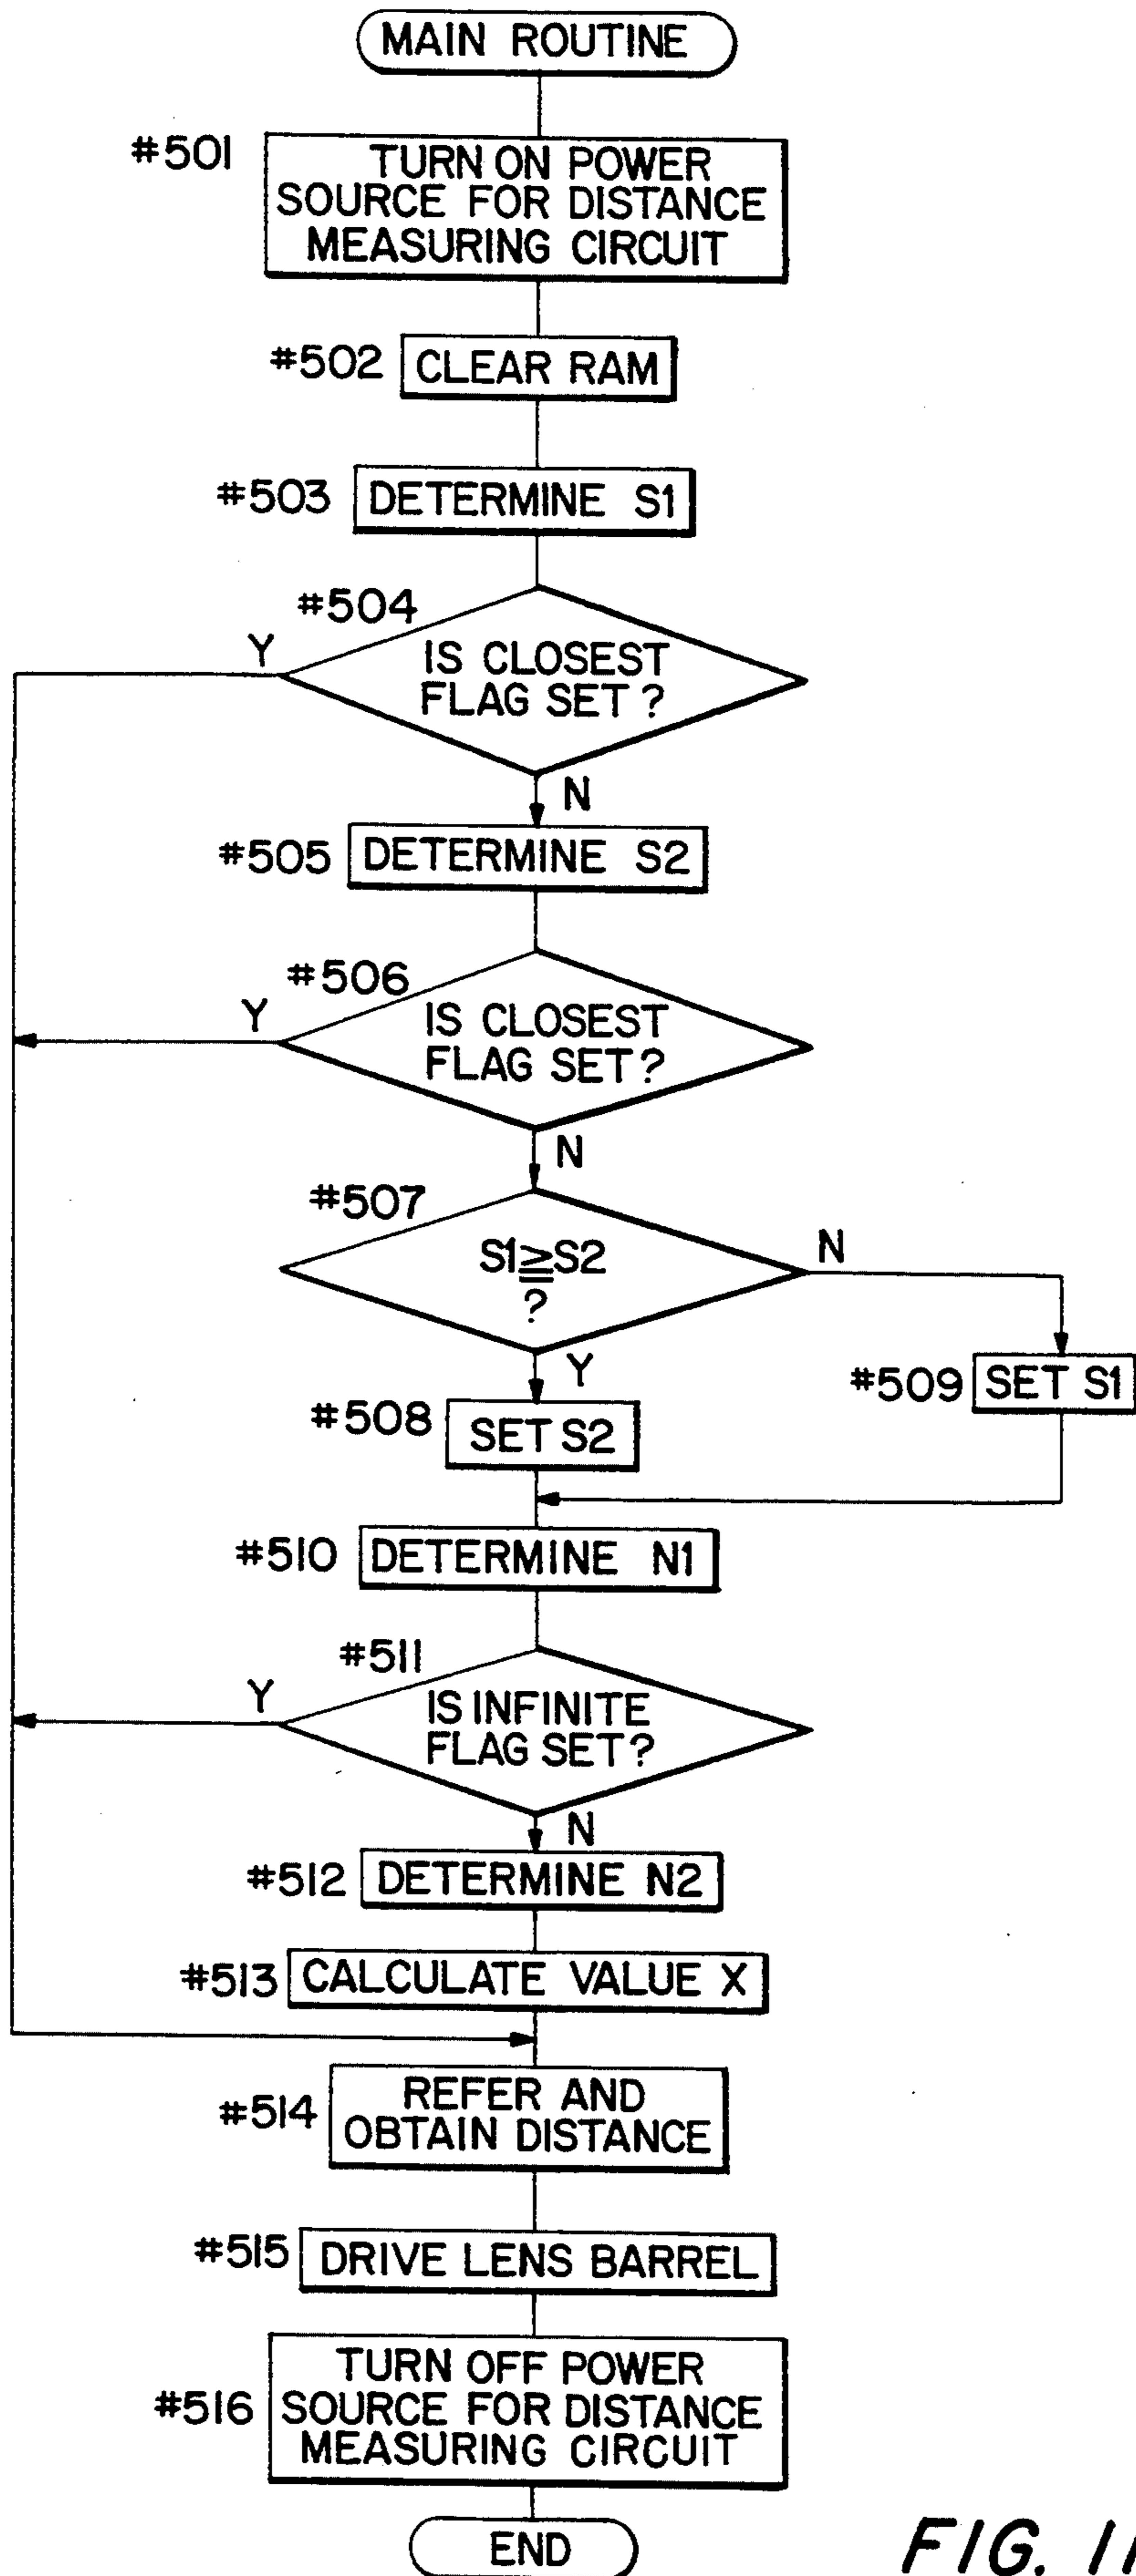 MAIN ROUTINE
#501
TURN ON POWER
SOURCE FOR DISTANCE
MEASURING CIRCUIT
#502
CLEAR RAM
#503
DETERMINE S1
#504
Y
IS CLOSEST
FLAG SET ?
N
#505
DETERMINE S2
#506
Y
IS CLOSEST
FLAG SET ?
N
#507
S1≧S2
?
N
Y
#508
SET S2
#509
SET S1
#510
DETERMINE N1
#511
Y
IS INFINITE
FLAG SET ?
N
#512
DETERMINE N2
#513
CALCULATE VALUE X
#514
REFER AND
OBTAIN DISTANCE
#515
DRIVE LENS BARREL
#516
TURN OFF POWER
SOURCE FOR DISTANCE
MEASURING CIRCUIT
END
FIG. 11